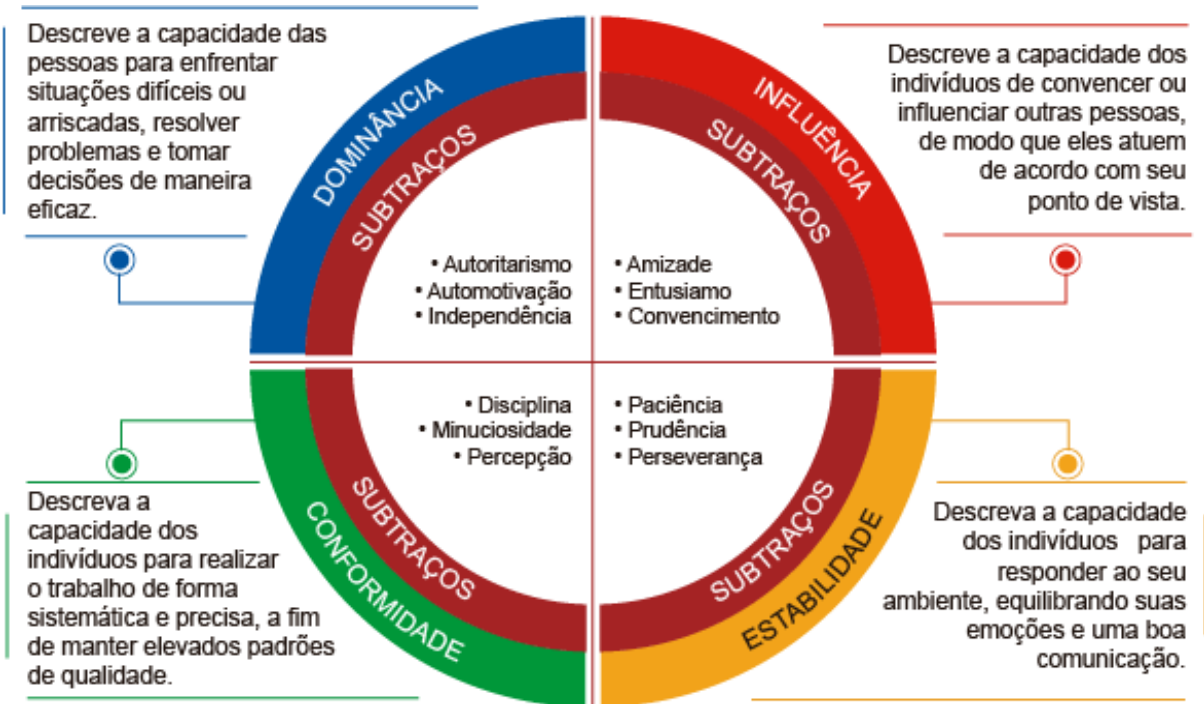 Descreve a capacidade das
pessoas para enfrentar
situações difíceis ou
arriscadas, resolver
problemas e tomar
decisões de maneira
eficaz.
DOMINÂNCIA
SUBTRAÇOS
• Autoritarismo
• Automotivação
• Independência
INFLUÊNCIA
SUBTRAÇOS
• Amizade
• Entusiamo
• Convencimento
Descreve a capacidade dos
indivíduos de convencer ou
influenciar outras pessoas,
de modo que eles atuem
de acordo com seu
ponto de vista.
Descreva a
capacidade dos
indivíduos para realizar
o trabalho de forma
sistemática e precisa, a fim
de manter elevados padrões
de qualidade.
CONFORMIDADE
SUBTRAÇOS
• Disciplina
• Minuciosidade
• Percepção
• Paciência
• Prudência
• Perseverança
SUBTRAÇOS
ESTABILIDADE
Descreva a capacidade
dos indivíduos para
responder ao seu
ambiente, equilibrando suas
emoções e uma boa
comunicação.